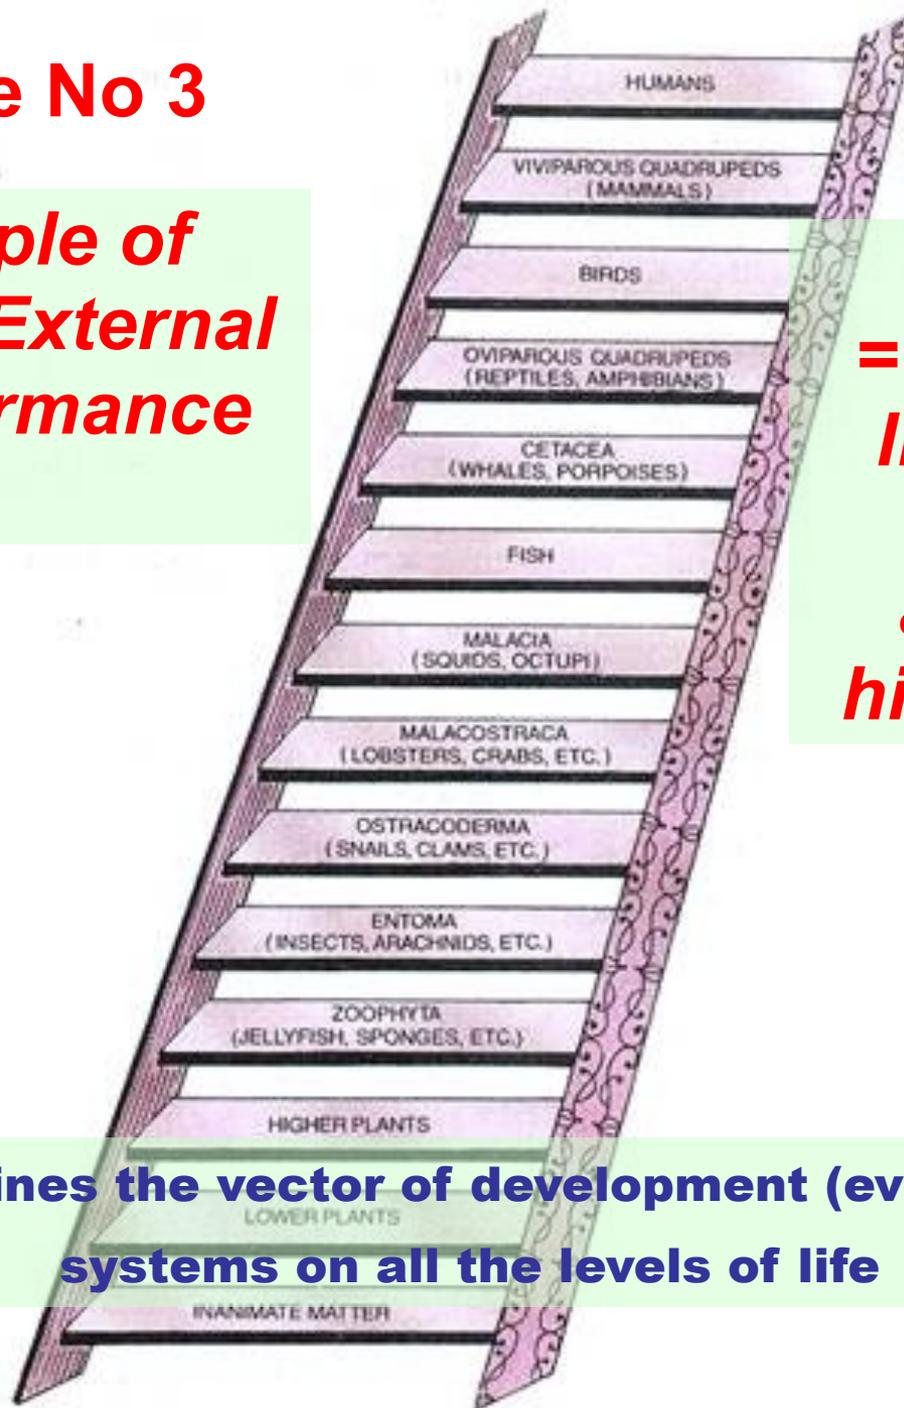 e No 3
ple of
External
rmance
HUMANS
VIVIPAROUS QUADRUPEDS
(MAMMALS)
BIRDS
OVIPAROUS QUADRUPEDS
(REPTILES, AMPHIBIANS)
CETACEA
(WHALES, PORPOISES)
FISH
MALACIA
(SQUIDS, OCTUPI)
MALACOSTRACA
(LOBSTERS, CRABS, ETC.)
OSTRACODERMA
(SNAILS, CLAMS, ETC.)
ENTOMA
(INSECTS, ARACHNIDS, ETC.)
ZOOPHYTA
(JELLYFISH, SPONGES, ETC.)
HIGHER PLANTS
LOWER PLANTS
INANIMATE MATTER
=
hi
ines the vector of development (ev
systems on all the levels of life